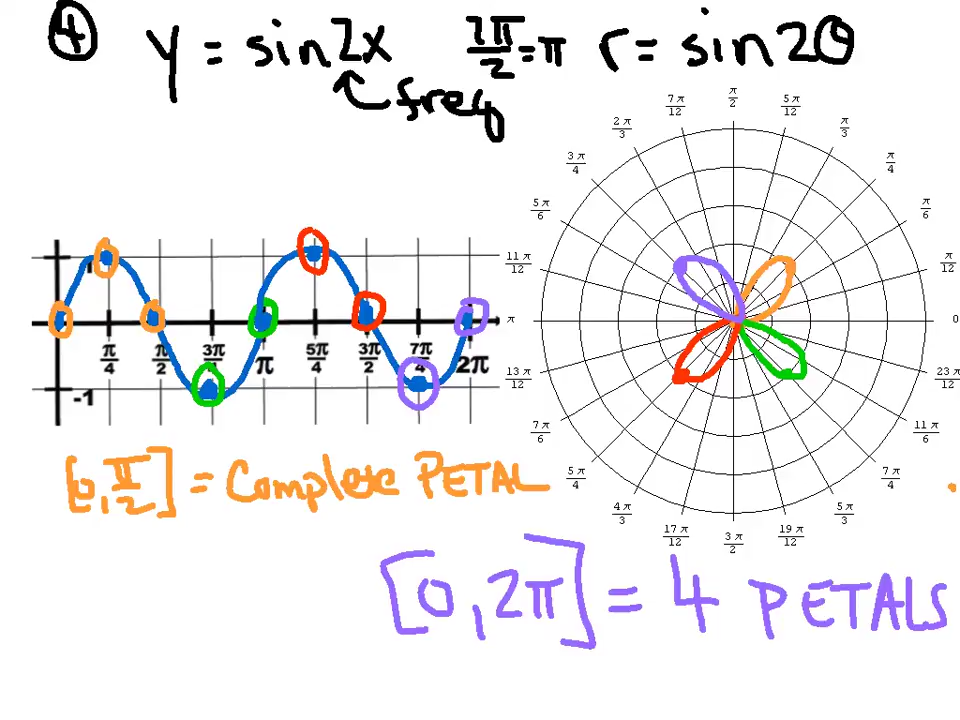 ④ y = sin2x 2π/2 = π r = sin2θ
freq
π/2
7π/12 5π/12
2π/3 π/3
3π/4 π/4
5π/6 π/6
11π/12 π/12
1
π 0
π/4 π/2 3π/4 π 5π/4 3π/2 7π/4 2π
-1
13π/12 23π/12
7π/6 11π/6
[0, π/2] = Complete PETAL
5π/4 7π/4
4π/3 5π/3
17π/12 3π/2 19π/12
[0, 2π] = 4 PETALS